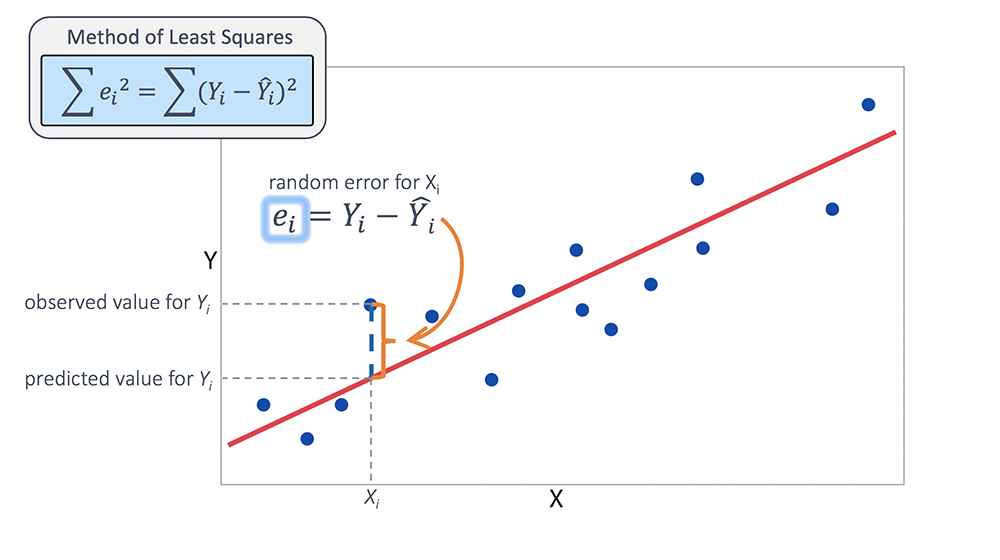 Method of Least Squares
∑ eᵢ² = ∑(Yᵢ − Ŷᵢ)²
random error for Xᵢ
eᵢ = Yᵢ − Ŷᵢ
Y
observed value for Yᵢ
predicted value for Yᵢ
Xᵢ
X